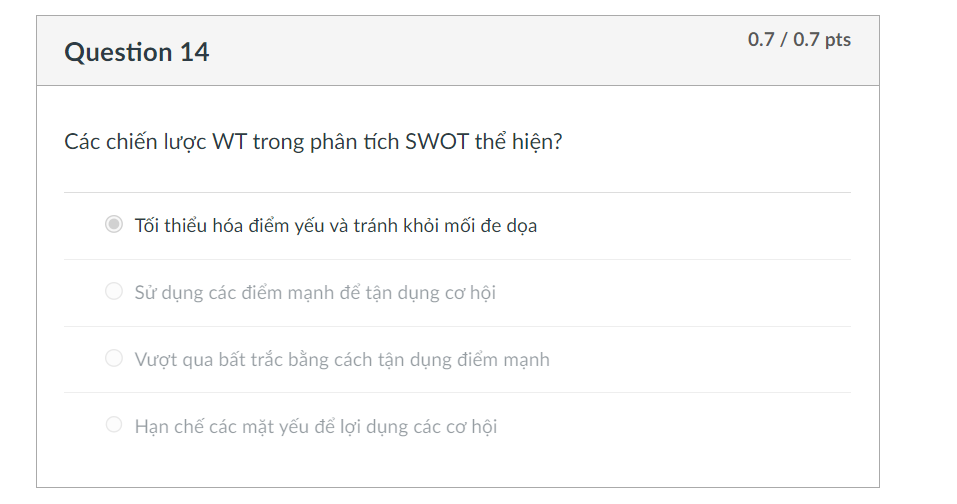 Question 14
0.7 / 0.7 pts
Các chiến lược WT trong phân tích SWOT thể hiện?
Tối thiểu hóa điểm yếu và tránh khỏi mối đe dọa
Sử dụng các điểm mạnh để tận dụng cơ hội
Vượt qua bất trắc bằng cách tận dụng điểm mạnh
Hạn chế các mặt yếu để lợi dụng các cơ hội